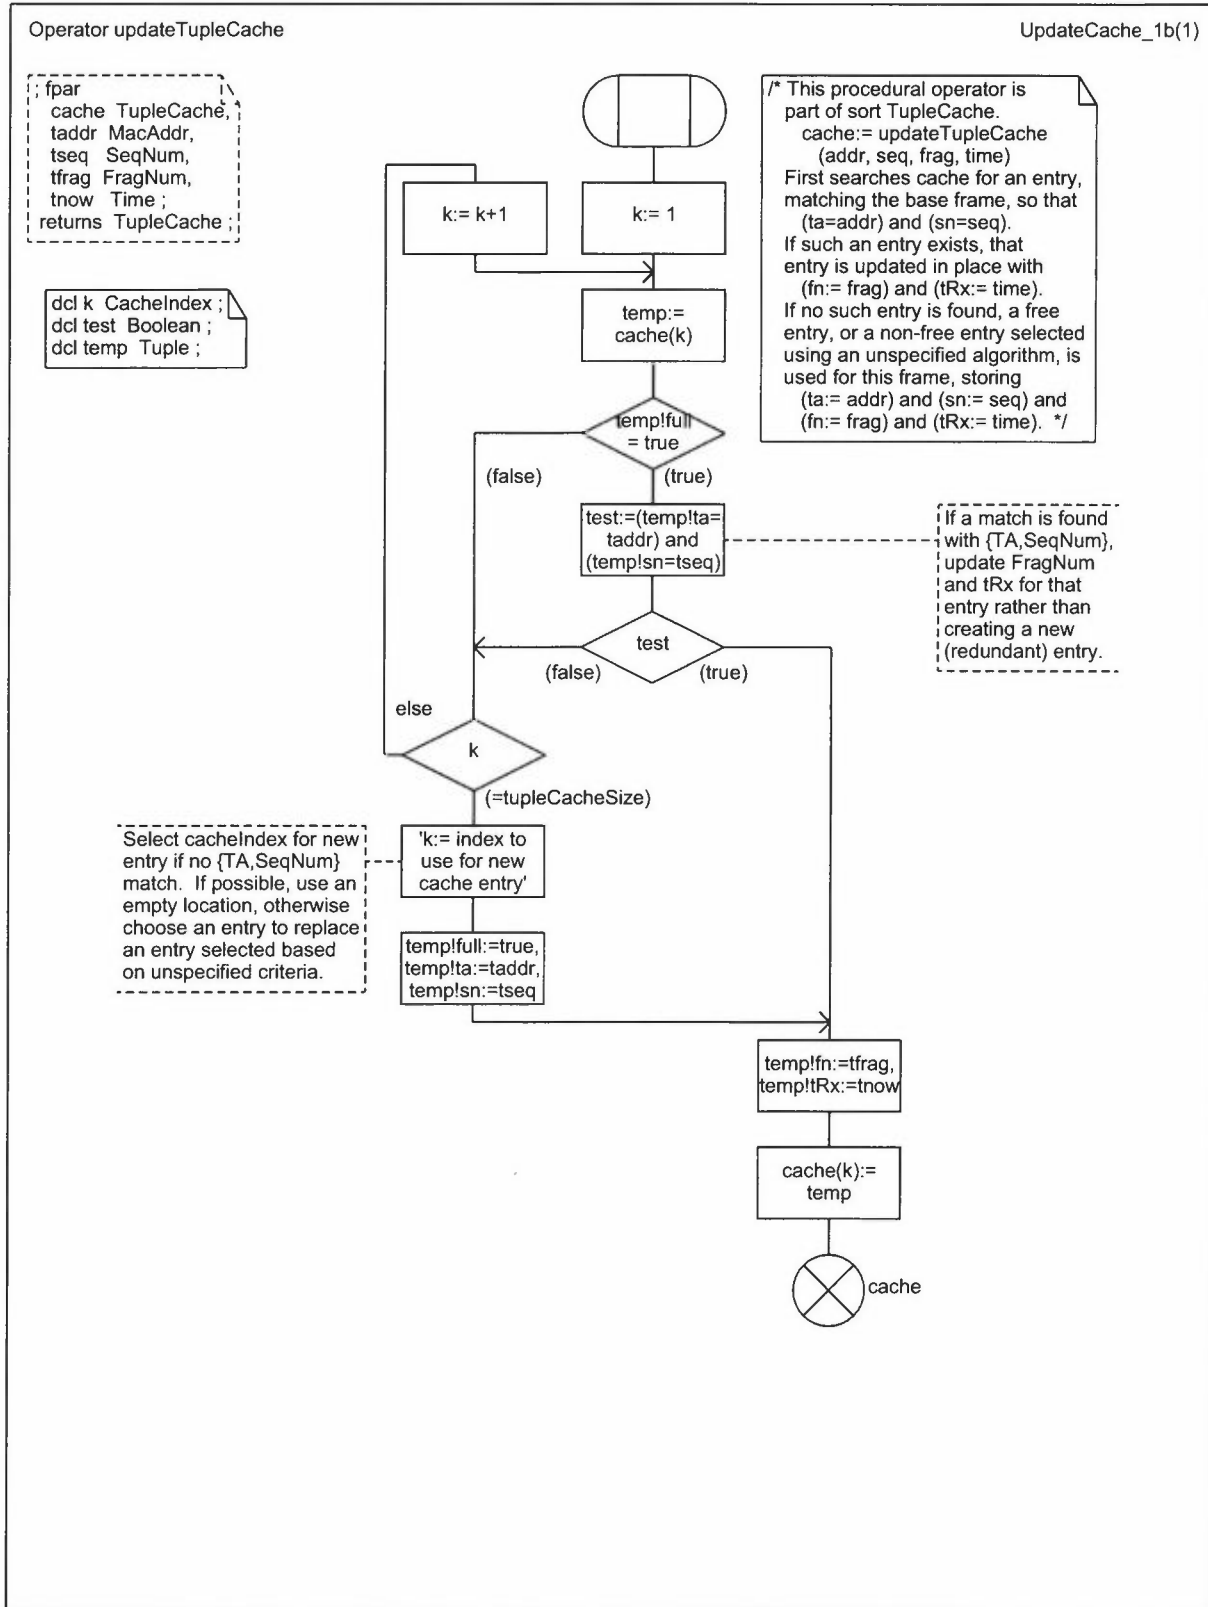 Operator updateTupleCache
UpdateCache_1b(1)
; fpar
cache TupleCache,
taddr MacAddr,
tseq SeqNum,
tfrag FragNum,
tnow Time ;
returns TupleCache ;
dcl k CacheIndex ;
dcl test Boolean ;
dcl temp Tuple ;
/* This procedural operator is
part of sort TupleCache.
cache:= updateTupleCache
(addr, seq, frag, time)
First searches cache for an entry,
matching the base frame, so that
(ta=addr) and (sn=seq).
If such an entry exists, that
entry is updated in place with
(fn:= frag) and (tRx:= time).
If no such entry is found, a free
entry, or a non-free entry selected
using an unspecified algorithm, is
used for this frame, storing
(ta:= addr) and (sn:= seq) and
(fn:= frag) and (tRx:= time). */
k:= k+1
k:= 1
temp:=
cache(k)
temp!full
= true
(false)
(true)
test:=(temp!ta=
taddr) and
(temp!sn=tseq)
If a match is found
with {TA,SeqNum},
update FragNum
and tRx for that
entry rather than
creating a new
(redundant) entry.
test
(false)
(true)
else
k
(=tupleCacheSize)
Select cacheIndex for new
entry if no {TA,SeqNum}
match. If possible, use an
empty location, otherwise
choose an entry to replace
an entry selected based
on unspecified criteria.
'k:= index to
use for new
cache entry'
temp!full:=true,
temp!ta:=taddr,
temp!sn:=tseq
temp!fn:=tfrag,
temp!tRx:=tnow
cache(k):=
temp
cache